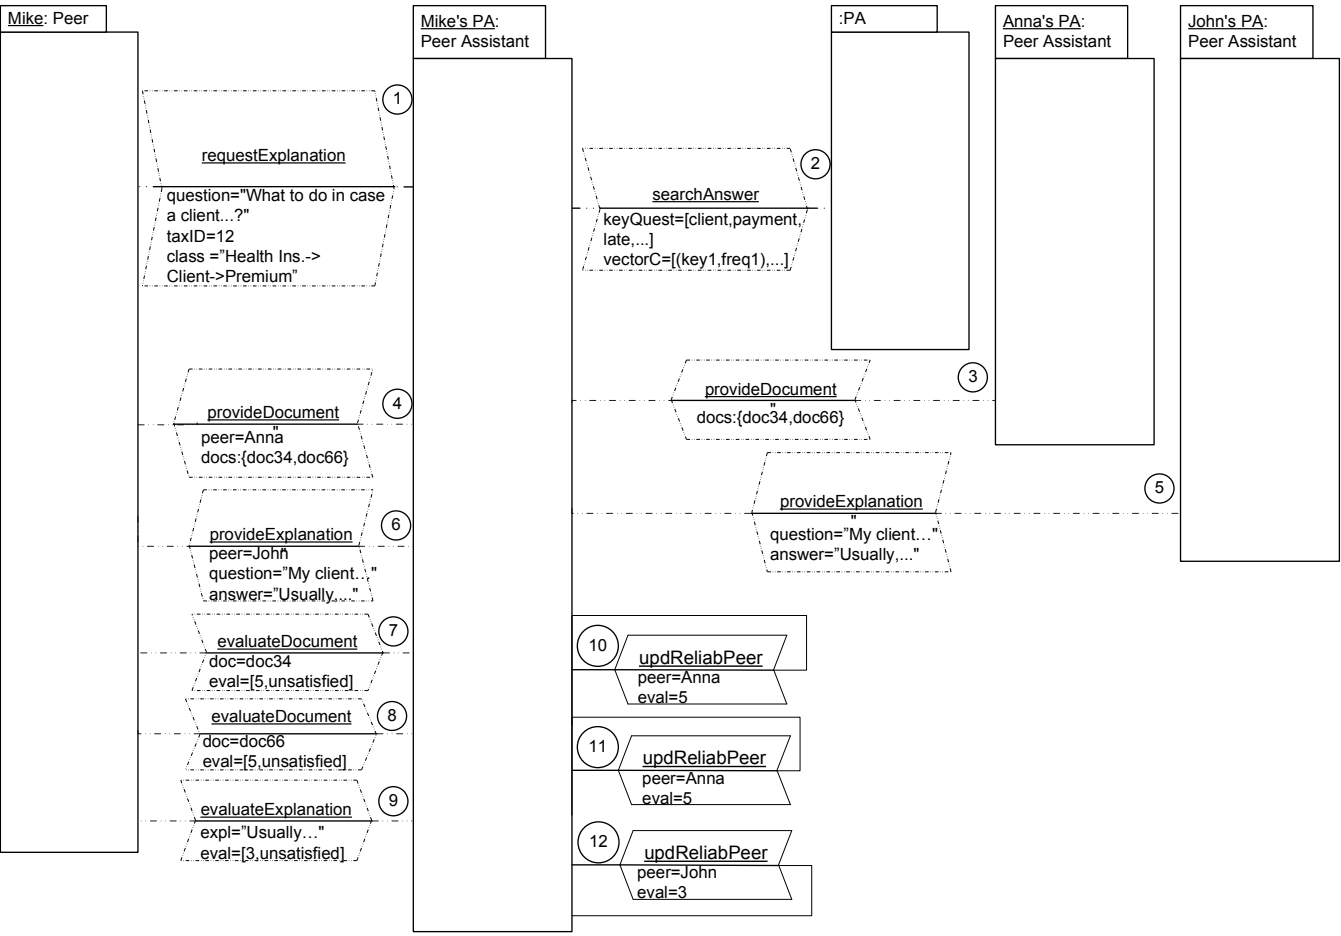 Mike: Peer
Mike's PA:
Peer Assistant
:PA
Anna's PA:
Peer Assistant
John's PA:
Peer Assistant
1
requestExplanation
question="What to do in case
a client...?"
taxID=12
class ="Health Ins.->
Client->Premium"
2
searchAnswer
keyQuest=[client,payment,
late,...]
vectorC=[(key1,freq1),...]
3
provideDocument
"
docs:{doc34,doc66}
4
provideDocument
"
peer=Anna
docs:{doc34,doc66}
5
provideExplanation
"
question="My client…"
answer="Usually,..."
6
provideExplanation
"
peer=John
question="My client…"
answer="Usually,..."
7
evaluateDocument
doc=doc34
eval=[5,unsatisfied]
8
evaluateDocument
doc=doc66
eval=[5,unsatisfied]
9
evaluateExplanation
expl="Usually…"
eval=[3,unsatisfied]
10
updReliabPeer
peer=Anna
eval=5
11
updReliabPeer
peer=Anna
eval=5
12
updReliabPeer
peer=John
eval=3